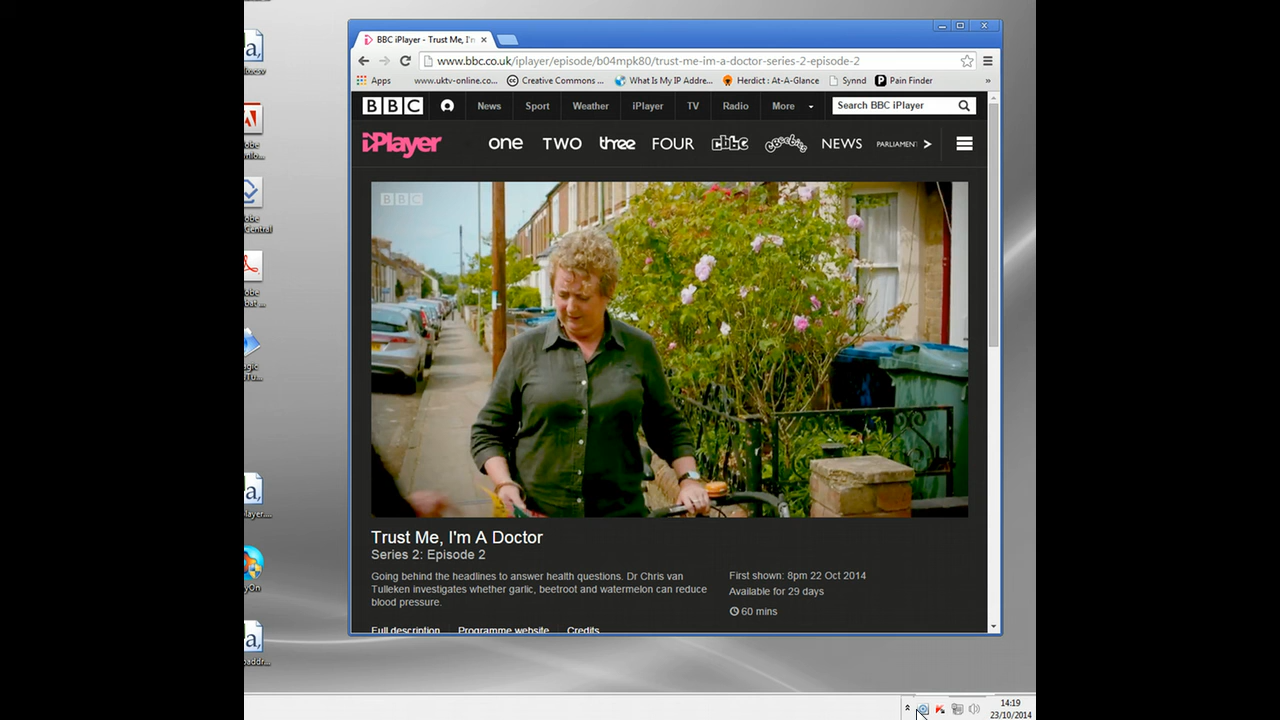 BBC iPlayer - Trust Me, I'm
www.bbc.co.uk/iplayer/episode/b04mpk80/trust-me-im-a-doctor-series-2-episode-2
Apps www.uktv-online.co... Creative Commons ... What Is My IP Addre... Herdict : At-A-Glance Synnd Pain Finder »
BBC News Sport Weather iPlayer TV Radio More Search BBC iPlayer
iPlayer one TWO three FOUR cbbc cbeebies NEWS PARLIAMENT
BBC
Trust Me, I'm A Doctor
Series 2: Episode 2
Going behind the headlines to answer health questions. Dr Chris van
Tulleken investigates whether garlic, beetroot and watermelon can reduce
blood pressure.
First shown: 8pm 22 Oct 2014
Available for 29 days
60 mins
Full description Programme website Credits
14:19
23/10/2014